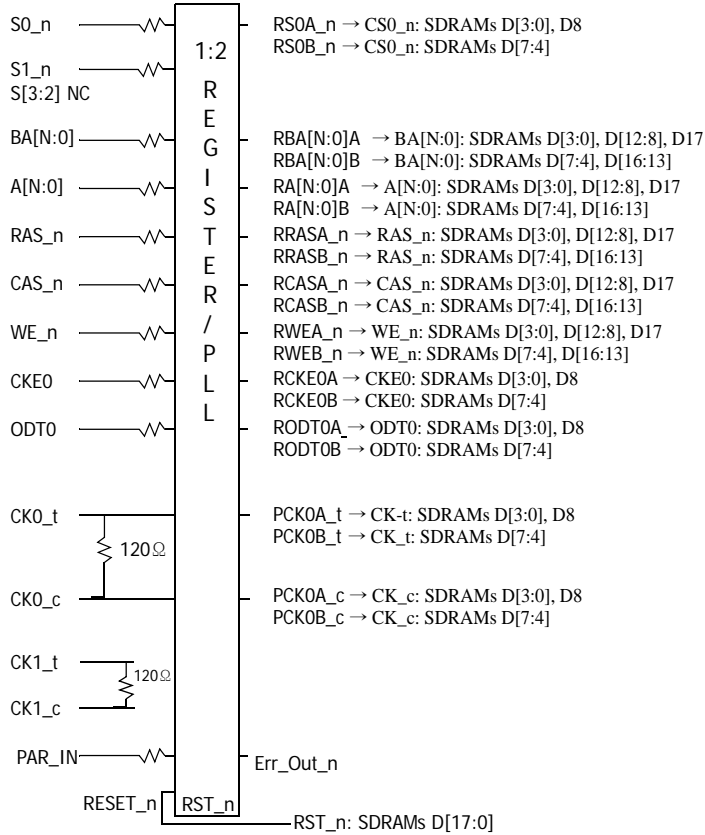 S0_n
RS0A_n → CS0_n: SDRAMs D[3:0], D8
RS0B_n → CS0_n: SDRAMs D[7:4]
1:2
S1_n
S[3:2] NC
REGISTER/PLL
BA[N:0]
RBA[N:0]A → BA[N:0]: SDRAMs D[3:0], D[12:8], D17
RBA[N:0]B → BA[N:0]: SDRAMs D[7:4], D[16:13]
A[N:0]
RA[N:0]A → A[N:0]: SDRAMs D[3:0], D[12:8], D17
RA[N:0]B → A[N:0]: SDRAMs D[7:4], D[16:13]
RAS_n
RRASA_n → RAS_n: SDRAMs D[3:0], D[12:8], D17
RRASB_n → RAS_n: SDRAMs D[7:4], D[16:13]
CAS_n
RCASA_n → CAS_n: SDRAMs D[3:0], D[12:8], D17
RCASB_n → CAS_n: SDRAMs D[7:4], D[16:13]
WE_n
RWEA_n → WE_n: SDRAMs D[3:0], D[12:8], D17
RWEB_n → WE_n: SDRAMs D[7:4], D[16:13]
CKE0
RCKE0A → CKE0: SDRAMs D[3:0], D8
RCKE0B → CKE0: SDRAMs D[7:4]
ODT0
RODT0A_→ ODT0: SDRAMs D[3:0], D8
RODT0B → ODT0: SDRAMs D[7:4]
CK0_t
PCK0A_t → CK-t: SDRAMs D[3:0], D8
PCK0B_t → CK_t: SDRAMs D[7:4]
120Ω
CK0_c
PCK0A_c → CK_c: SDRAMs D[3:0], D8
PCK0B_c → CK_c: SDRAMs D[7:4]
CK1_t
120Ω
CK1_c
PAR_IN
Err_Out_n
RESET_n
RST_n
RST_n: SDRAMs D[17:0]